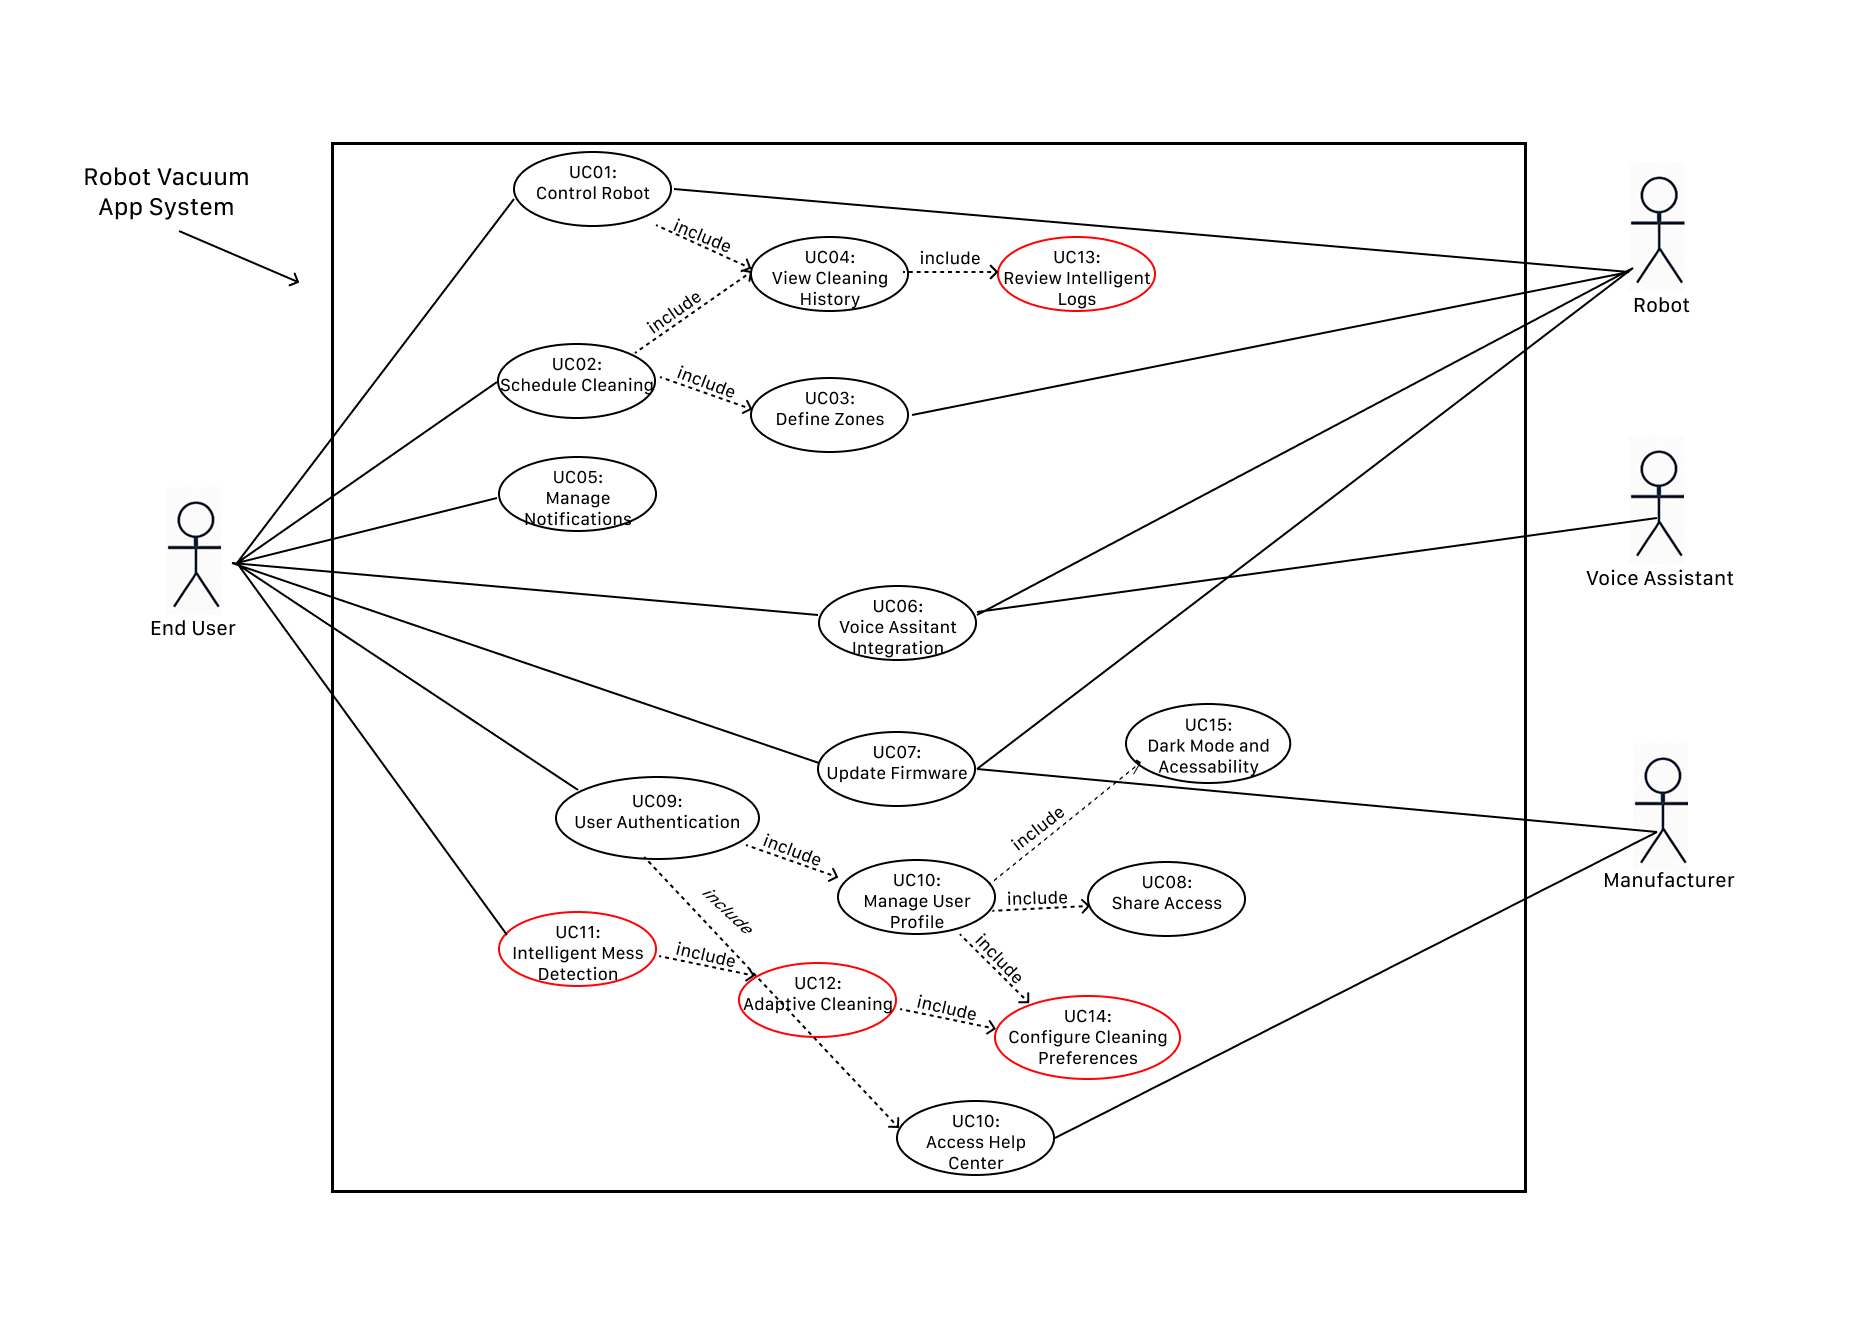 Robot Vacuum
App System
UC01:
Control Robot
include
UC04:
View Cleaning
History
include
UC13:
Review Intelligent
Logs
Robot
include
UC02:
Schedule Cleaning
include
UC03:
Define Zones
UC05:
Manage
Notifications
Voice Assistant
End User
UC06:
Voice Assitant
Integration
UC07:
Update Firmware
UC15:
Dark Mode and
Acessability
Manufacturer
UC09:
User Authentication
include
include
UC10:
Manage User
Profile
include
UC08:
Share Access
include
include
UC11:
Intelligent Mess
Detection
include
UC12:
Adaptive Cleaning
include
UC14:
Configure Cleaning
Preferences
UC10:
Access Help
Center